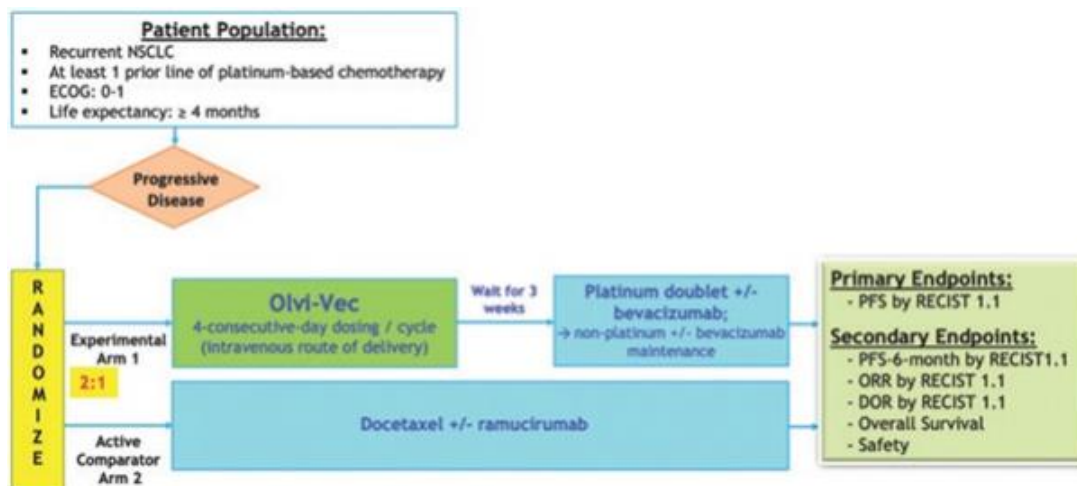 Patient Population:
▪ Recurrent NSCLC
▪ At least 1 prior line of platinum-based chemotherapy
▪ ECOG: 0-1
▪ Life expectancy: ≥ 4 months
Progressive
Disease
RANDOMIZE
Experimental
Arm 1
2:1
Active
Comparator
Arm 2
Olvi-Vec
4-consecutive-day dosing / cycle
(intravenous route of delivery)
Wait for 3
weeks
Platinum doublet +/-
bevacizumab;
→ non-platinum +/- bevacizumab
maintenance
Docetaxel +/- ramucirumab
Primary Endpoints:
- PFS by RECIST 1.1
Secondary Endpoints:
- PFS-6-month by RECIST1.1
- ORR by RECIST 1.1
- DOR by RECIST 1.1
- Overall Survival
- Safety